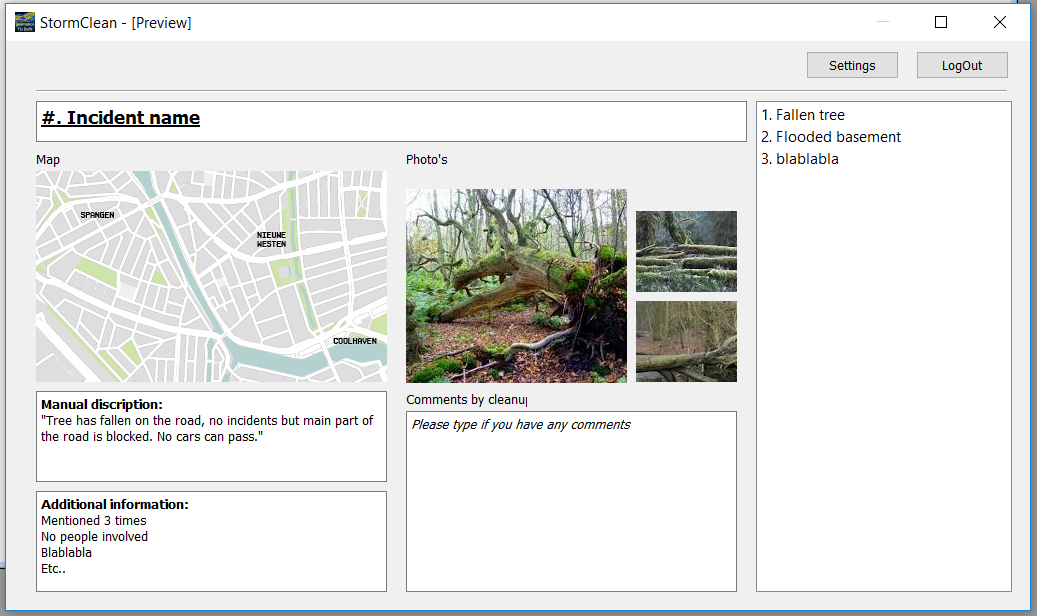 StormClean - [Preview]
Settings
LogOut
#. Incident name
1. Fallen tree
2. Flooded basement
3. blablabla
Map
Photo's
SPANGEN
NIEUWE
WESTEN
COOLHAVEN
Manual discription:
"Tree has fallen on the road, no incidents but main part of
the road is blocked. No cars can pass."
Additional information:
Mentioned 3 times
No people involved
Blablabla
Etc..
Comments by cleanu
Please type if you have any comments